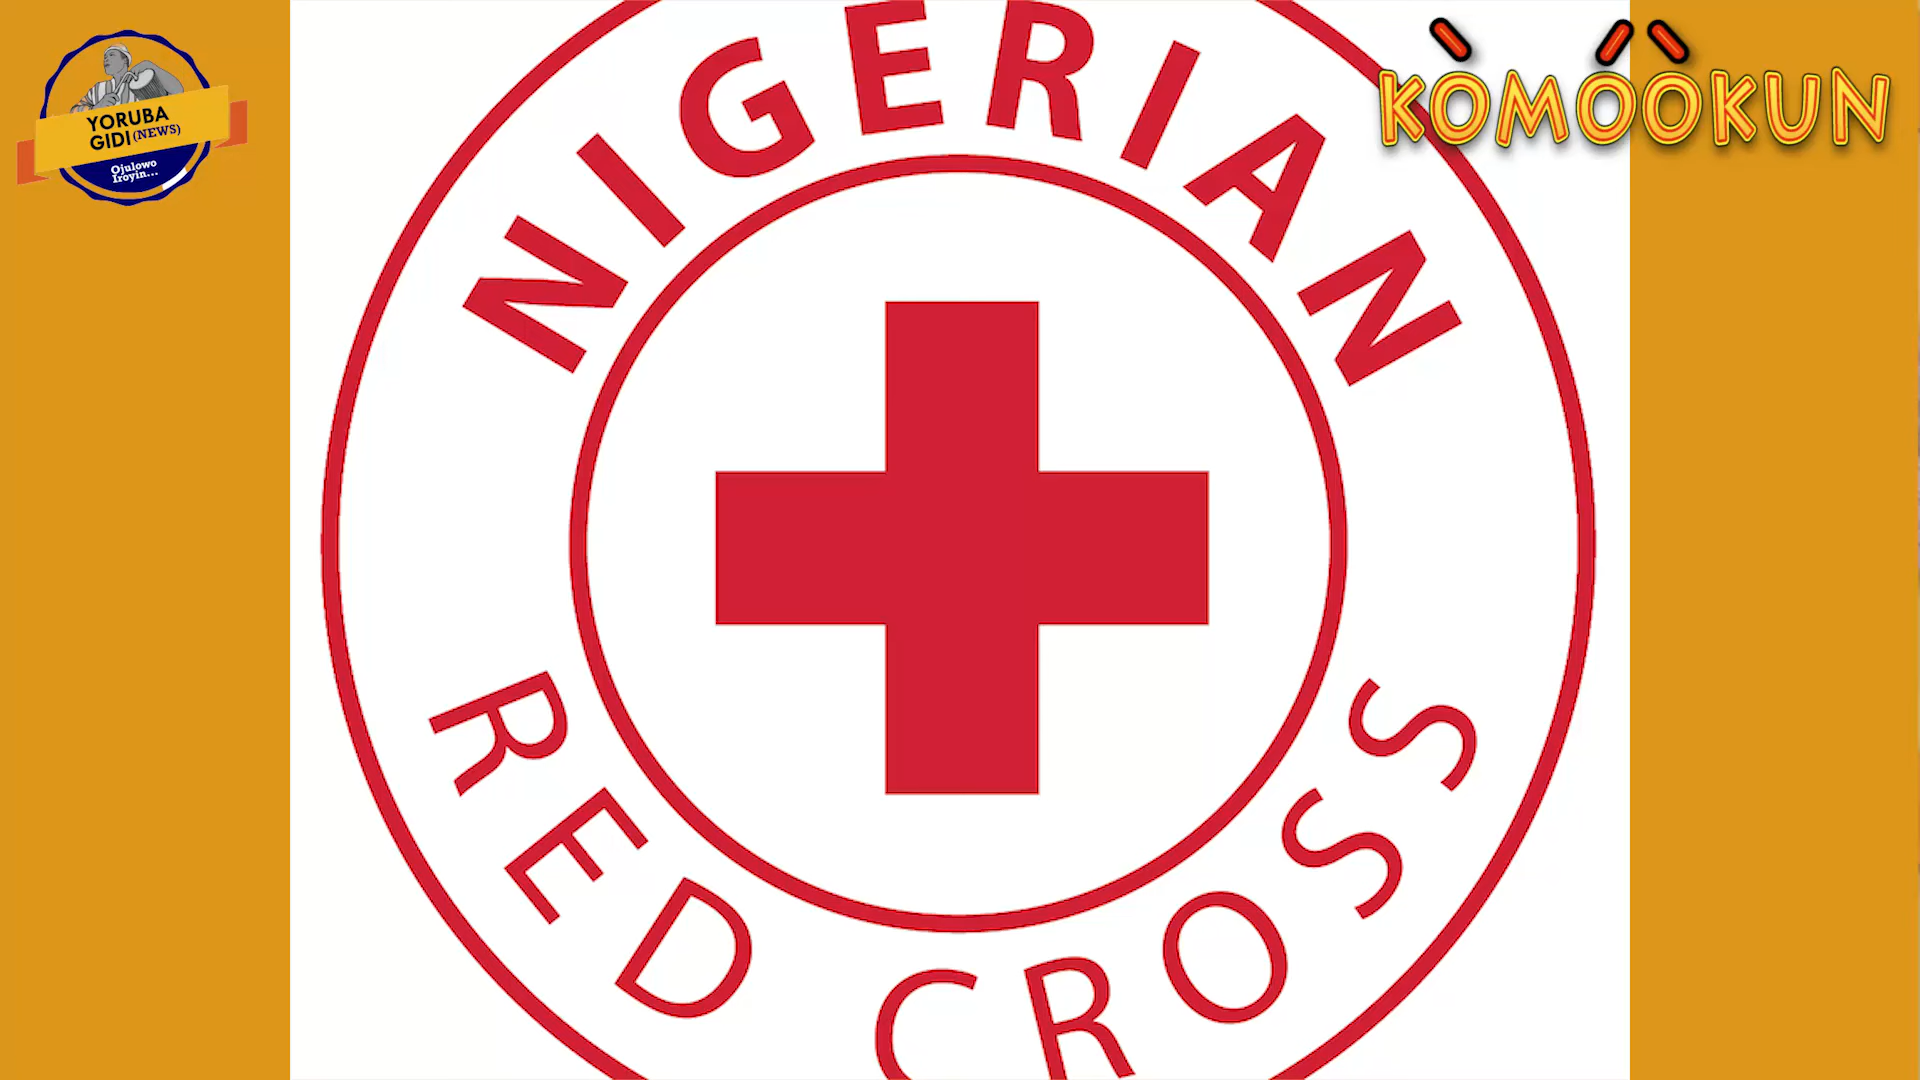 YORUBA
GIDI (NEWS)
Ojulowo
Iroyin...
KÒMÓÒKUN
NIGERIAN
RED CROSS